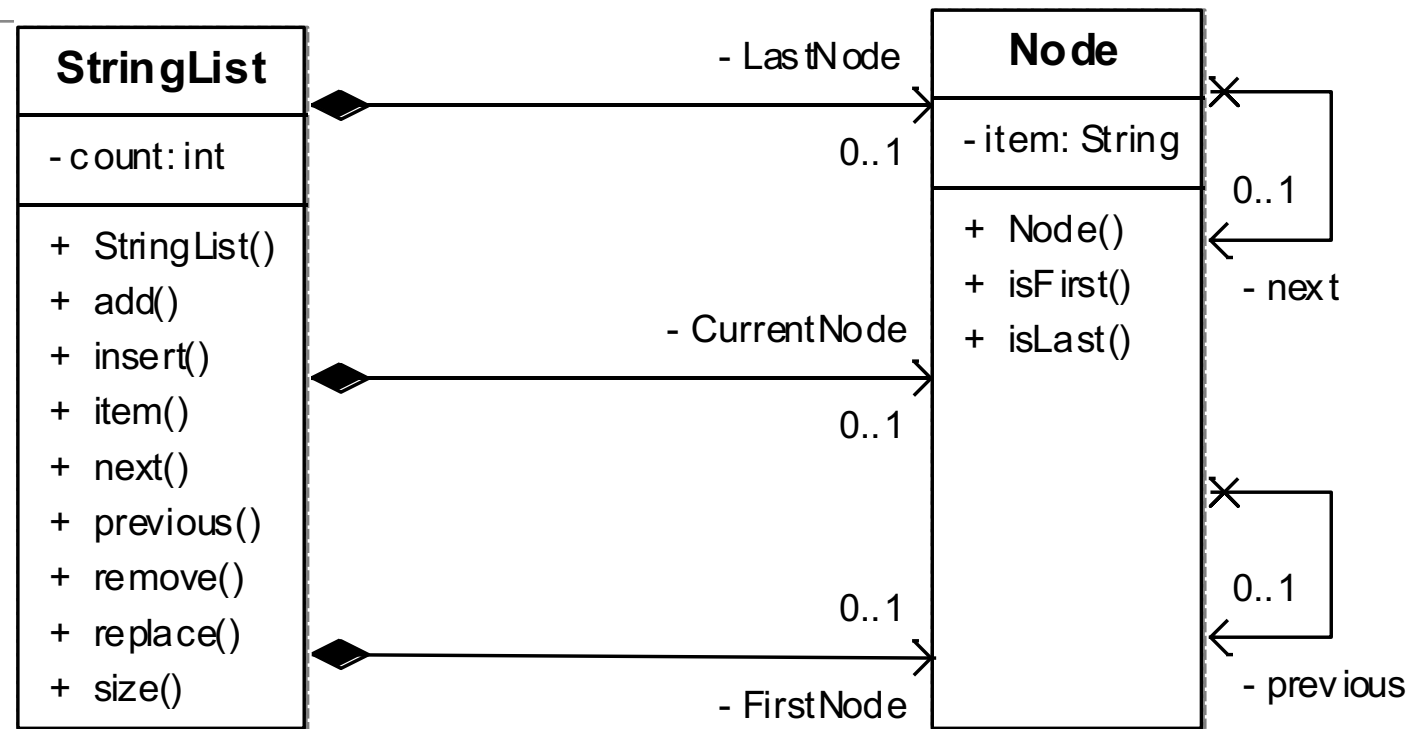 StringList
- count: int
+ StringList()
+ add()
+ insert()
+ item()
+ next()
+ previous()
+ remove()
+ replace()
+ size()
- LastNode
0..1
- CurrentNode
0..1
0..1
- FirstNode
Node
- item: String
+ Node()
+ isFirst()
+ isLast()
0..1
- next
0..1
- previous